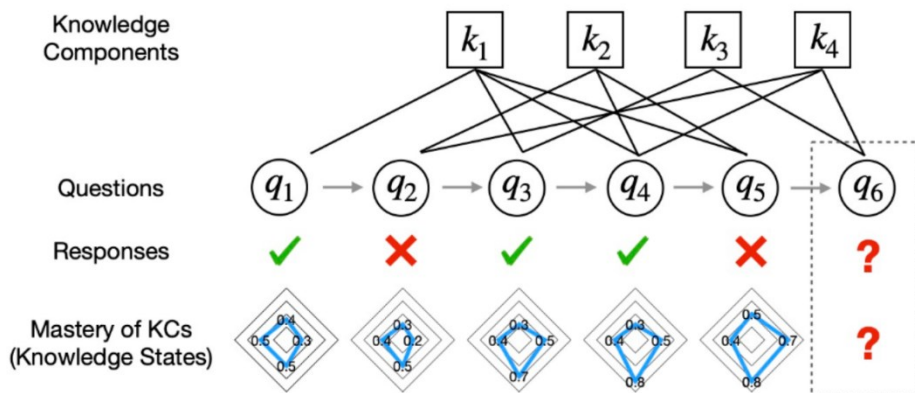 Knowledge
Components
k1 k2 k3 k4
Questions
q1 q2 q3 q4 q5 q6
Responses
?
Mastery of KCs
(Knowledge States)
0.4
0.5 0.3
0.5
0.3
0.4 0.2
0.5
0.3
0.4 0.5
0.7
0.3
0.4 0.5
0.8
0.5
0.4 0.7
0.8
?